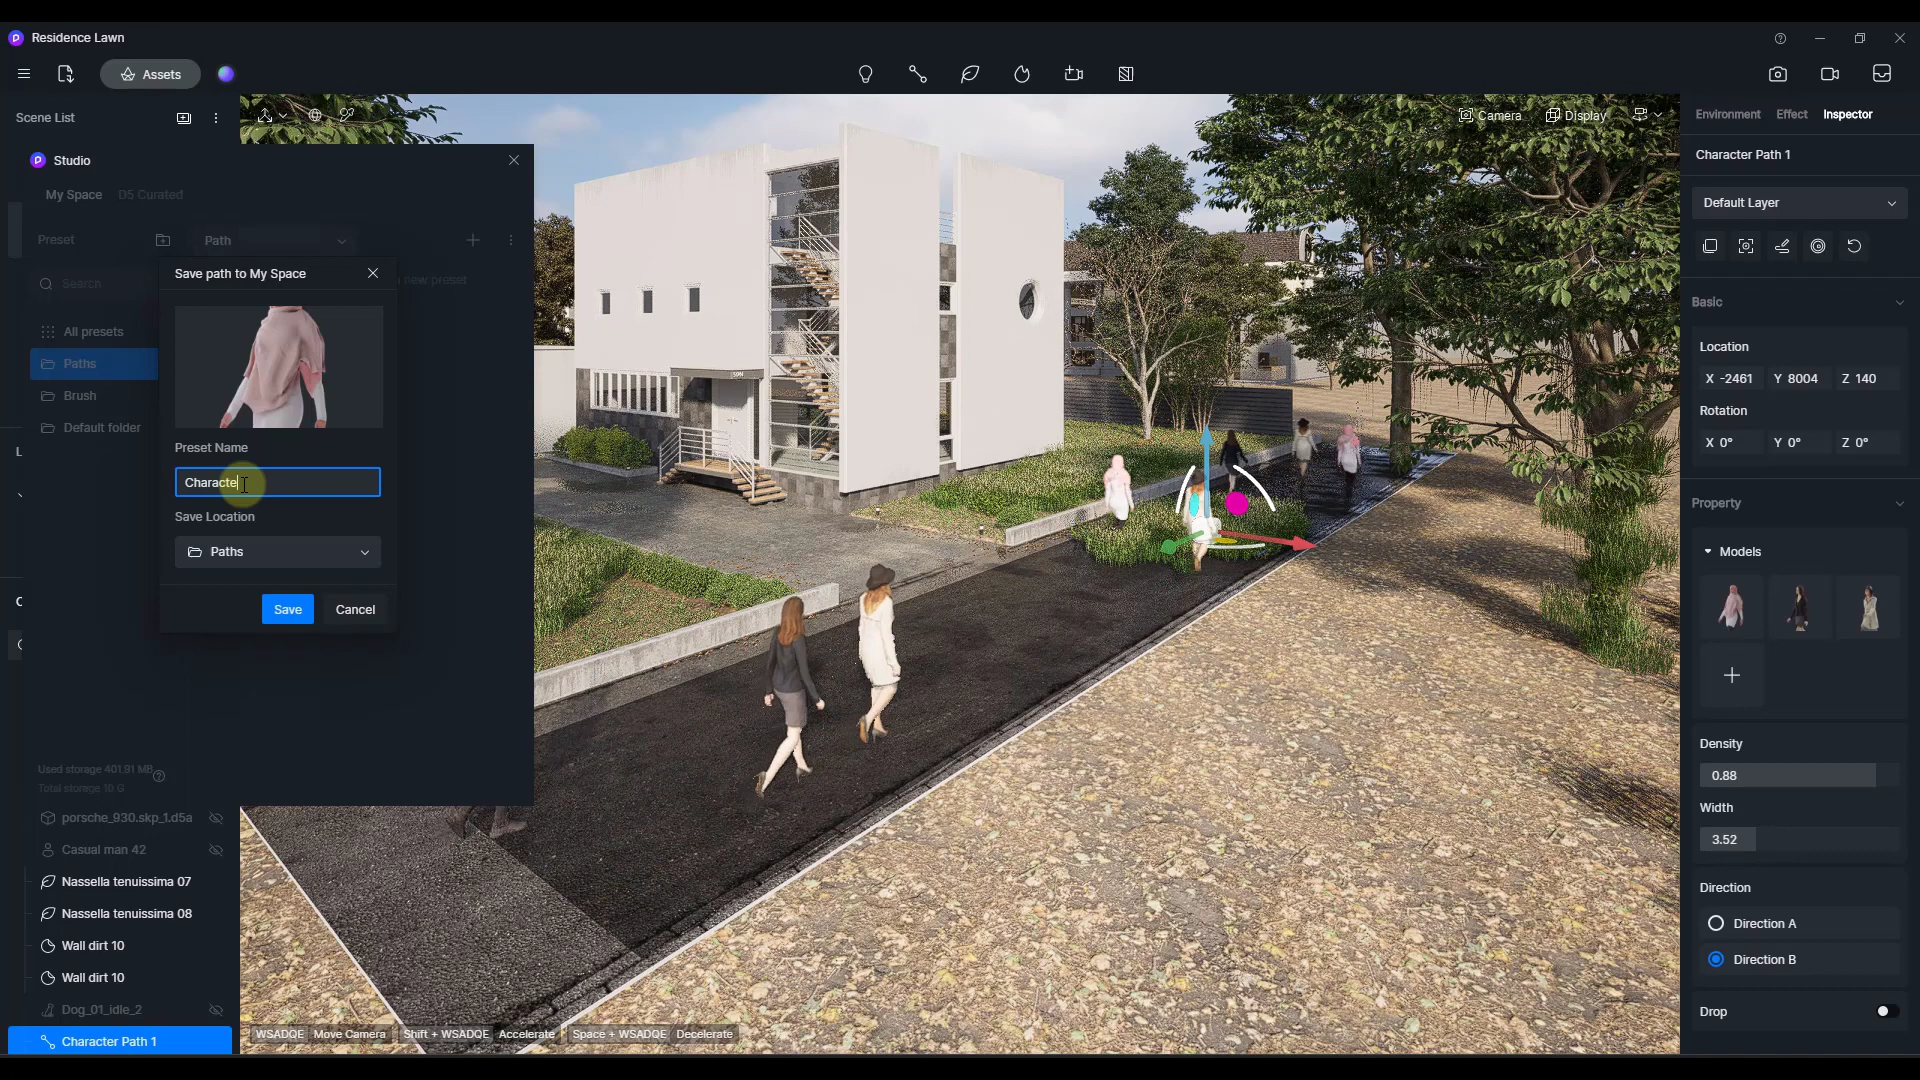 Residence Lawn
Assets
Scene List
Camera
Display
Environment Effect Inspector
Studio
My Space D5 Curated
Preset
Path
new preset
Search
Save path to My Space
All presets
Paths
Brush
Default folder
Preset Name
Characte
Save Location
Paths
Save Cancel
Used storage 401.91 MB
Total storage 10 G
porsche_930.skp_1.d5a
Casual man 42
Nassella tenuissima 07
Nassella tenuissima 08
Wall dirt 10
Wall dirt 10
Dog_01_idle_2
Character Path 1
WSADQE Move Camera Shift + WSADQE Accelerate Space + WSADQE Decelerate
Character Path 1
Default Layer
Basic
Location
X -2461 Y 8004 Z 140
Rotation
X 0° Y 0° Z 0°
Property
Models
Density
0.88
Width
3.52
Direction
Direction A
Direction B
Drop